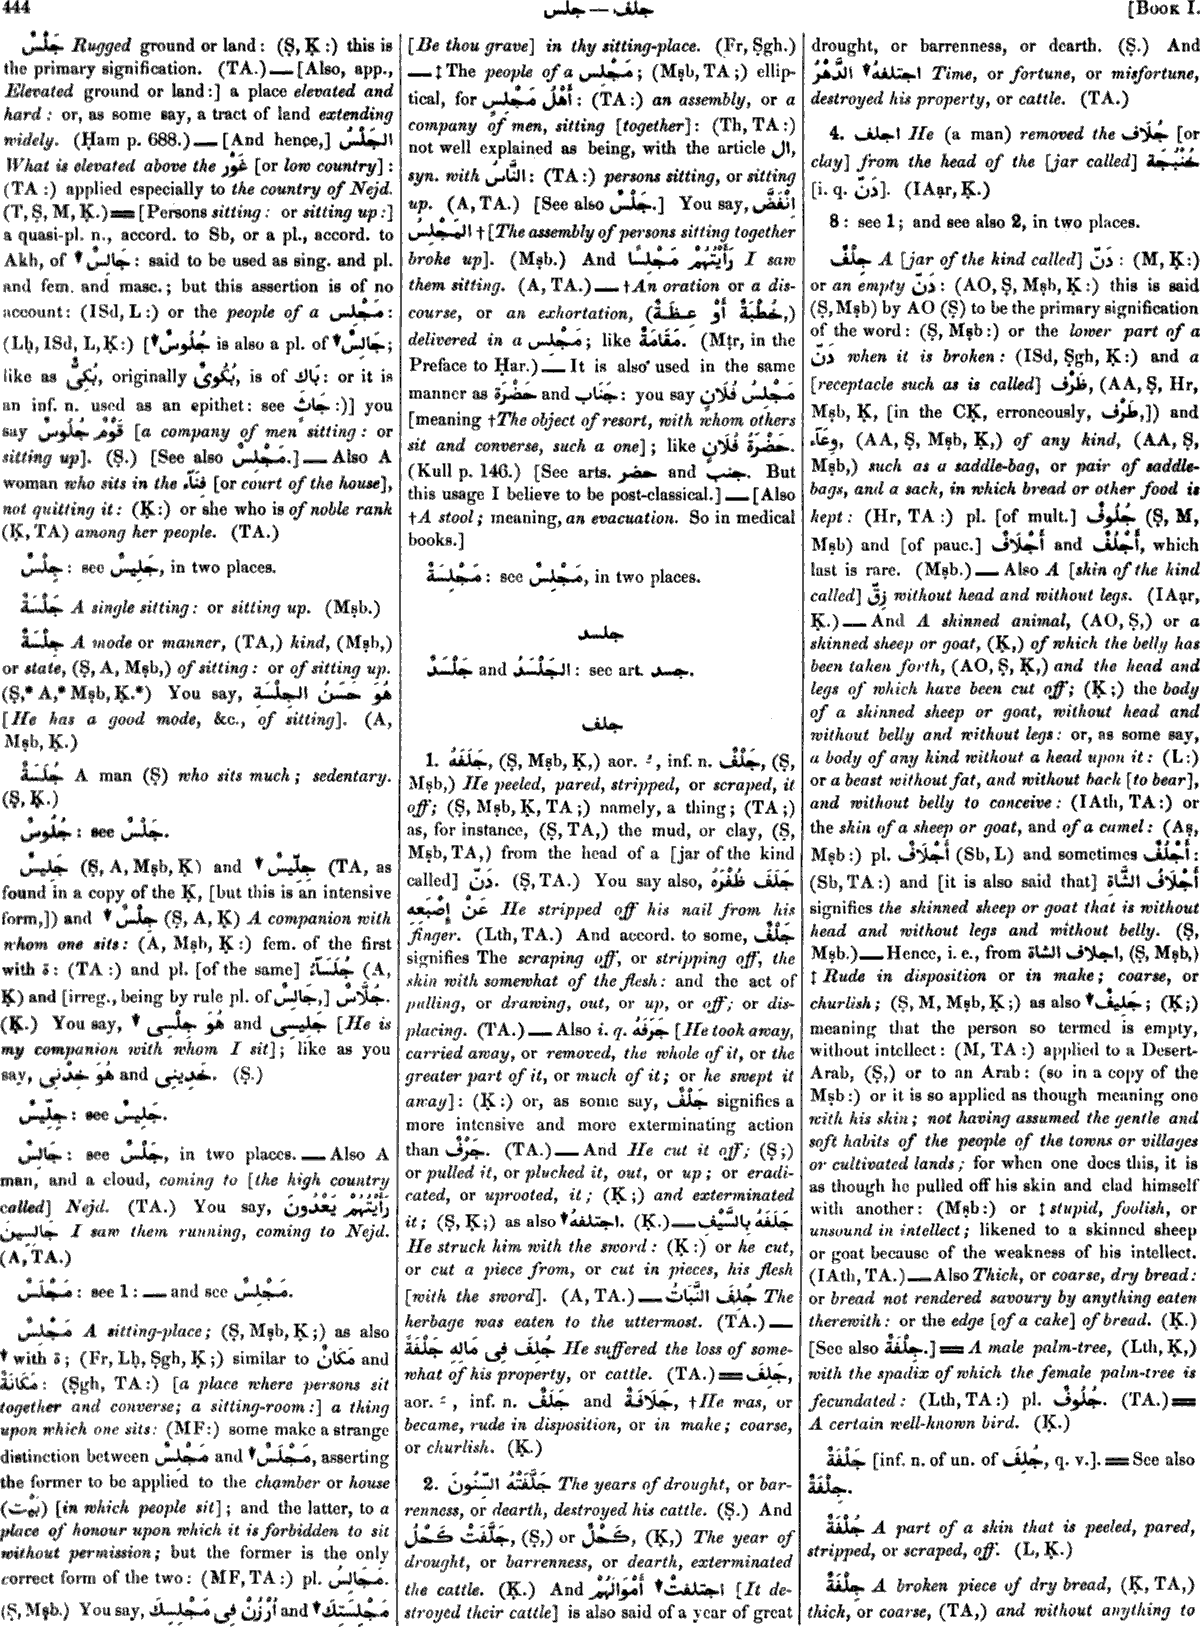 444
جلس — جلف
[BOOK I.
جَلْسٌ Rugged ground or land: (Ṣ, Ḳ:) this is
the primary signification. (TA.) — [Also, app.,
Elevated ground or land:] a place elevated and
hard: or, as some say, a tract of land extending
widely. (Ḥam p. 688.) — [And hence,] الجَلْسُ
What is elevated above the غَوْر [or low country]:
(TA:) applied especially to the country of Nejd.
(T, Ṣ, M, Ḳ.) ═ [Persons sitting: or sitting up:]
a quasi-pl. n., accord. to Sb, or a pl., accord. to
Akh, of ▾ جَالِسٌ: said to be used as sing. and pl.
and fem. and masc.; but this assertion is of no
account: (ISd, L:) or the people of a مَجْلِس:
(Lḥ, ISd, L, Ḳ:) [▾ جُلُوسٌ is also a pl. of ▾ جَالِسٌ;
like as بُكِىٌّ, originally بُكُوىٌ, is of بَاكٍ: or it is
an inf. n. used as an epithet: see جَاثٍ:)] you
say قَوْمٌ جُلُوسٌ [a company of men sitting: or
sitting up]. (Ṣ.) [See also مَجْلِسٌ.] — Also A
woman who sits in the فِنَآء [or court of the house],
not quitting it: (Ḳ:) or she who is of noble rank
(Ḳ, TA) among her people. (TA.)
جِلْسٌ: see جَلِيسٌ, in two places.
جَلْسَةٌ A single sitting: or sitting up. (Mṣb.)
جِلْسَةٌ A mode or manner, (TA,) kind, (Mṣb,)
or state, (Ṣ, A, Mṣb,) of sitting: or of sitting up.
(Ṣ,* A,* Mṣb, Ḳ.*) You say, هُوَ حَسَنُ الجِلْسَةِ
[He has a good mode, &c., of sitting]. (A,
Mṣb, Ḳ.)
جُلَسَةٌ A man (Ṣ) who sits much; sedentary.
(Ṣ, Ḳ.)
جُلُوسٌ: see جَلْسٌ.
جَلِيسٌ (Ṣ, A, Mṣb, Ḳ) and ▾ جِلِّيسٌ (TA, as
found in a copy of the Ḳ, [but this is an intensive
form,]) and ▾ جِلْسٌ (Ṣ, A, Ḳ) A companion with
whom one sits: (A, Mṣb, Ḳ:) fem. of the first
with ة: (TA:) and pl. [of the same] جُلَسَآءُ (A,
Ḳ) and [irreg., being by rule pl. of جَالِسٌ,] جُلَّاسٌ.
(Ḳ.) You say, ▾ هُوَ جِلْسِى and جَلِيسِى [He is
my companion with whom I sit]; like as you
say, هُوَ خِدْنِى and خَدِينِى. (Ṣ.)
جِلِّيسٌ: see جَلِيسٌ.
جَالِسٌ: see جَلْسٌ, in two places. — Also A
man, and a cloud, coming to [the high country
called] Nejd. (TA.) You say, رَأَيْتُهُمْ يَعْدُونَ
جَالِسِينَ I saw them running, coming to Nejd.
(A, TA.)
مَجْلَسٌ: see 1: — and see مَجْلِسٌ.
مَجْلِسٌ A sitting-place; (Ṣ, Mṣb, Ḳ;) as also
▾ with ة; (Fr, Lḥ, Ṣgh, Ḳ;) similar to مَكَانٌ and
مَكَانَةٌ: (Ṣgh, TA:) [a place where persons sit
together and converse; a sitting-room:] a thing
upon which one sits: (MF:) some make a strange
distinction between مَجْلِسٌ and ▾ مَجْلَسٌ, asserting
the former to be applied to the chamber or house
(بَيْت) [in which people sit]; and the latter, to a
place of honour upon which it is forbidden to sit
without permission; but the former is the only
correct form of the two: (MF, TA:) pl. مَجَالِسُ.
(Ṣ, Mṣb.) You say, اُرْزُنْ فِى مَجْلِسِكَ and ▾ مَجْلِسَتِكَ
[Be thou grave] in thy sitting-place. (Fr, Ṣgh.)
— ‡ The people of a مَجْلِس; (Mṣb, TA;) ellip-
tical, for أَهْلُ مَجْلِسٍ: (TA:) an assembly, or a
company of men, sitting [together]: (Th, TA:)
not well explained as being, with the article ال,
syn. with النَّاسُ: (TA:) persons sitting, or sitting
up. (A, TA.) [See also جَلْسٌ.] You say, اِنْفَضَّ
المَجْلِسُ † [The assembly of persons sitting together
broke up]. (Mṣb.) And رَأَيْتُهُمْ مَجْلِسًا I saw
them sitting. (A, TA.) — † An oration or a dis-
course, or an exhortation, (خُطْبَةٌ أَوْ عِظَةٌ,)
delivered in a مَجْلِس; like مَقَامَةٌ. (Mṭr, in the
Preface to Ḥar.) — It is also used in the same
manner as حَضْرَة and جَنَاب: you say مَجْلِسُ فُلَانٍ
[meaning † The object of resort, with whom others
sit and converse, such a one]; like حَضْرَةُ فُلَانٍ.
(Kull p. 146.) [See arts. حضر and جنب. But
this usage I believe to be post-classical.] — [Also
† A stool; meaning, an evacuation. So in medical
books.]
مَجْلِسَةٌ: see مَجْلِسٌ, in two places.
جلسد
جَلْسَدٌ and الجَلْسَدُ: see art. جسد.
جلف
1. جَلَفَهُ, (Ṣ, Mṣb, Ḳ,) aor. ـُ, inf. n. جَلْفٌ, (Ṣ,
Mṣb,) He peeled, pared, stripped, or scraped, it
off; (Ṣ, Mṣb, Ḳ, TA;) namely, a thing; (TA;)
as, for instance, (Ṣ, TA,) the mud, or clay, (Ṣ,
Mṣb, TA,) from the head of a [jar of the kind
called] دَنّ. (Ṣ, TA.) You say also, جَلَفَ ظُفْرَهُ
عَنْ إِصْبَعِهِ He stripped off his nail from his
finger. (Lth, TA.) And accord. to some, جَلْفٌ
signifies The scraping off, or stripping off, the
skin with somewhat of the flesh: and the act of
pulling, or drawing, out, or up, or off; or dis-
placing. (TA.) — Also i. q. جَرَفَهُ [He took away,
carried away, or removed, the whole of it, or the
greater part of it, or much of it; or he swept it
away]: (Ḳ:) or, as some say, جَلْفٌ signifies a
more intensive and more exterminating action
than جَرْفٌ. (TA.) — And He cut it off; (Ṣ;)
or pulled it, or plucked it, out, or up; or eradi-
cated, or uprooted, it; (Ḳ;) and exterminated
it; (Ṣ, Ḳ;) as also ▾ اجتلفهُ. (Ḳ.) — جَلَفَهُ بِالسَّيْفِ
He struck him with the sword: (Ḳ:) or he cut,
or cut a piece from, or cut in pieces, his flesh
[with the sword]. (A, TA.) — جُلِفَ النَّبَاتُ The
herbage was eaten to the uttermost. (TA.) —
جُلِفَ فِى مَالِهِ جَلْفَةً He suffered the loss of some-
what of his property, or cattle. (TA.) ═ جَلِفَ,
aor. ـَ, inf. n. جَلَفٌ and جَلَافَةٌ, † He was, or
became, rude in disposition, or in make; coarse,
or churlish. (Ḳ.)
2. جَلَّفَتْهُ السِّنُونَ The years of drought, or bar-
renness, or dearth, destroyed his cattle. (Ṣ.) And
جَلَّفَتْ كَحْلُ, (Ṣ,) or كَحْلٌ, (Ḳ,) The year of
drought, or barrenness, or dearth, exterminated
the cattle. (Ḳ.) And ▾ اجتلفتْ أَمْوَالَهُمْ [It de-
stroyed their cattle] is also said of a year of great
drought, or barrenness, or dearth. (Ṣ.) And
▾ اجتلفهُ الدَّهْرُ Time, or fortune, or misfortune,
destroyed his property, or cattle. (TA.)
4. اجلف He (a man) removed the جُلَاف [or
clay] from the head of the [jar called] خُنْبُجَة
[i. q. دَنّ]. (IAạr, Ḳ.)
8: see 1; and see also 2, in two places.
جِلْفٌ A [jar of the kind called] دَنّ: (M, Ḳ:)
or an empty دَنّ: (AO, Ṣ, Mṣb, Ḳ:) this is said
(Ṣ, Mṣb) by AO (Ṣ) to be the primary signification
of the word: (Ṣ, Mṣb:) or the lower part of a
دَنّ when it is broken: (ISd, Ṣgh, Ḳ:) and a
[receptacle such as is called] ظَرْف, (AA, Ṣ, Hr,
Mṣb, Ḳ, [in the CḲ, erroneously, طَرْف,]) and
وِعَآء, (AA, Ṣ, Mṣb, Ḳ,) of any kind, (AA, Ṣ,
Mṣb,) such as a saddle-bag, or pair of saddle-
bags, and a sack, in which bread or other food is
kept: (Hr, TA:) pl. [of mult.] جُلُوفٌ (Ṣ, M,
Mṣb) and [of pauc.] أَجْلَافٌ and أَجْلُفٌ, which
last is rare. (Mṣb.) — Also A [skin of the kind
called] زِقّ without head and without legs. (IAạr,
Ḳ.) — And A skinned animal, (AO, Ṣ,) or a
skinned sheep or goat, (Ḳ,) of which the belly has
been taken forth, (AO, Ṣ, Ḳ,) and the head and
legs of which have been cut off; (Ḳ;) the body
of a skinned sheep or goat, without head and
without belly and without legs: or, as some say,
a body of any kind without a head upon it: (L:)
or a beast without fat, and without back [to bear],
and without belly to conceive: (IAth, TA:) or
the skin of a sheep or goat, and of a camel: (Aṣ,
Mṣb:) pl. أَجْلَافٌ (Sb, L) and sometimes أَجْلُفٌ:
(Sb, TA:) and [it is also said that] أَجْلَافُ الشَّاةِ
signifies the skinned sheep or goat that is without
head and without legs and without belly. (Ṣ,
Mṣb.) — Hence, i. e., from اجلاف الشاة, (Ṣ, Mṣb,)
‡ Rude in disposition or in make; coarse, or
churlish; (Ṣ, M, Mṣb, Ḳ;) as also ▾ جَلِيفٌ; (Ḳ;)
meaning that the person so termed is empty,
without intellect: (M, TA:) applied to a Desert-
Arab, (Ṣ,) or to an Arab: (so in a copy of the
Mṣb:) or it is so applied as though meaning one
with his skin; not having assumed the gentle and
soft habits of the people of the towns or villages
or cultivated lands; for when one does this, it is
as though he pulled off his skin and clad himself
with another: (Mṣb:) or ‡ stupid, foolish, or
unsound in intellect; likened to a skinned sheep
or goat because of the weakness of his intellect.
(IAth, TA.) — Also Thick, or coarse, dry bread:
or bread not rendered savoury by anything eaten
therewith: or the edge [of a cake] of bread. (Ḳ.)
[See also جِلْفَةٌ.] ═ A male palm-tree, (Lth, Ḳ,)
with the spadix of which the female palm-tree is
fecundated: (Lth, TA:) pl. جُلُوفٌ. (TA.) ═
A certain well-known bird. (Ḳ.)
جَلْفَةٌ [inf. n. of un. of جُلِفَ, q. v.]. ═ See also
جِلْفَةٌ.
جُلْفَةٌ A part of a skin that is peeled, pared,
stripped, or scraped, off. (L, Ḳ.)
جِلْفَةٌ A broken piece of dry bread, (Ḳ, TA,)
thick, or coarse, (TA,) and without anything to